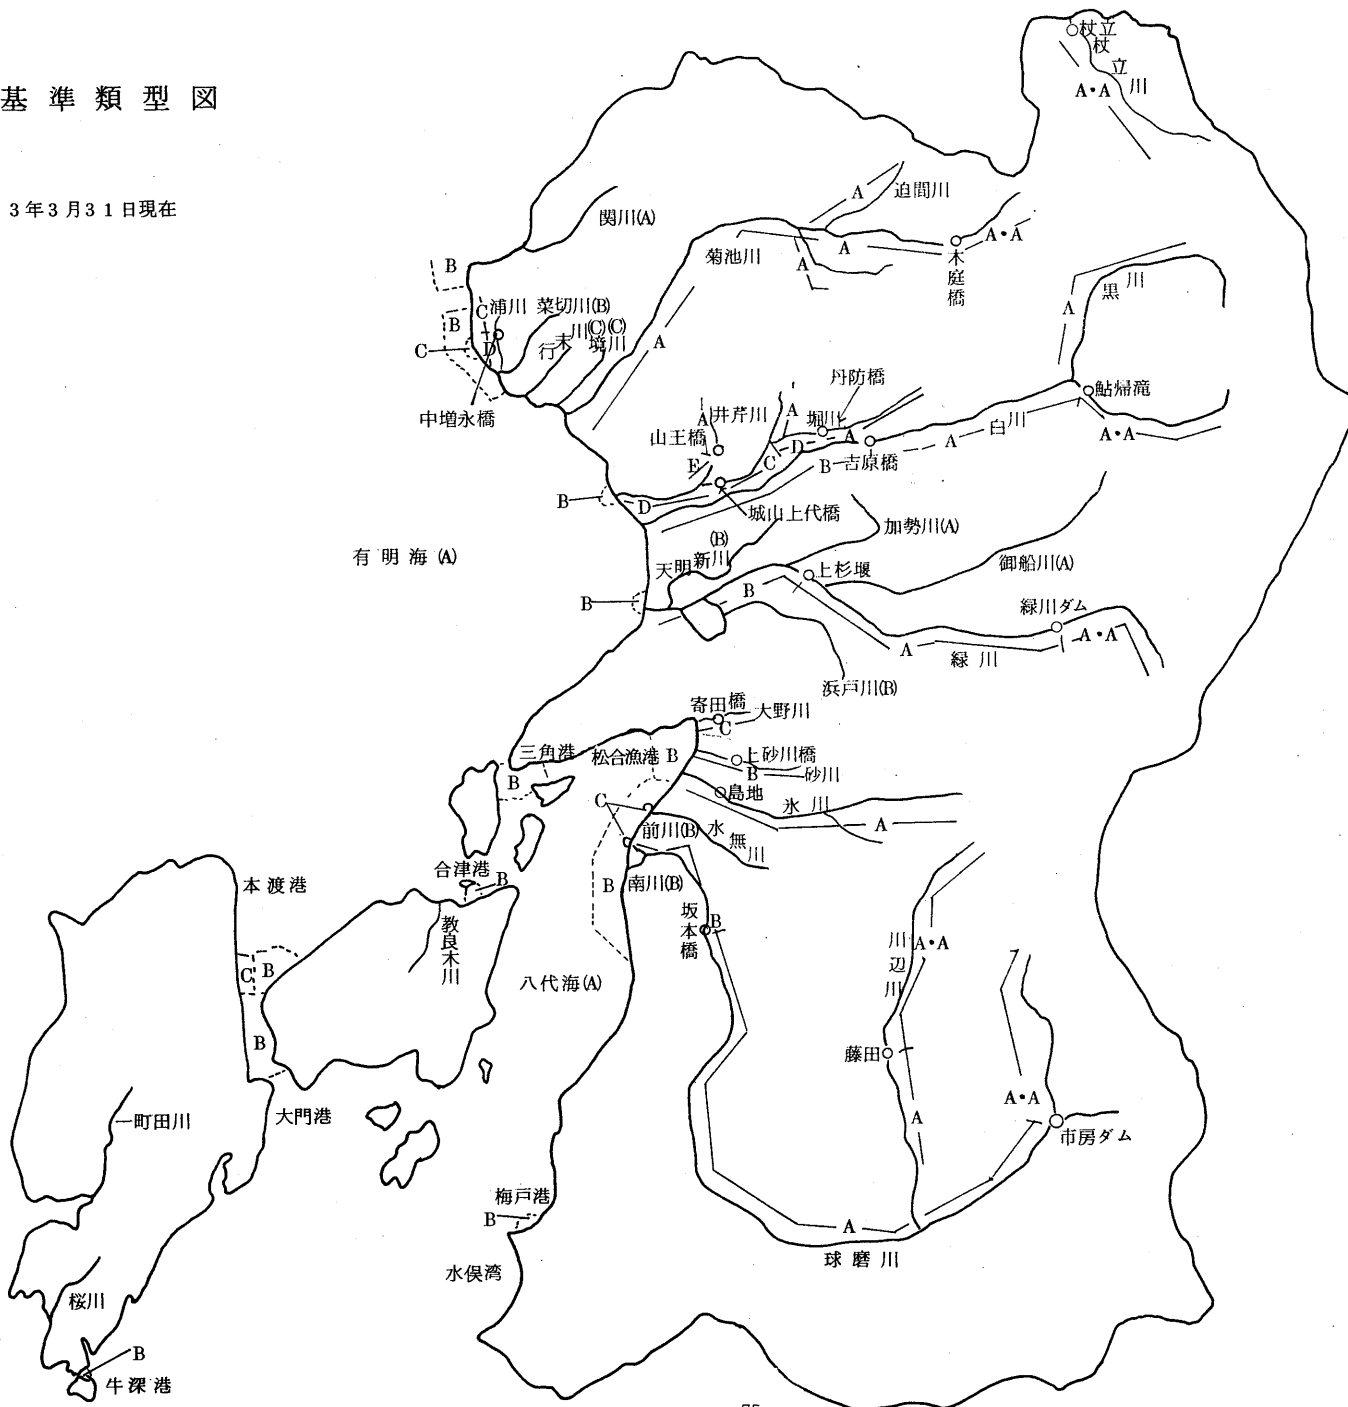 基準類型図
3年3月31日現在
杖立
杖立川
A・A
迫間川
A
関川(A)
菊池川
A
A
A・A
木庭橋
黒川
A
B
浦川
菜切川(B)
C
B
D
C
行末川(C)
境川(C)
A
中増永橋
丹防橋
鮎帰滝
井芹川
A
A
堀川
山王橋
D
A
白川
A
A・A
E
C
B
吉原橋
B
D
城山上代橋
加勢川(A)
有明海(A)
天明新川(B)
上杉堰
御船川(A)
B
B
緑川ダム
A・A
A
緑川
浜戸川(B)
寄田橋
大野川
C
三角港
松合漁港
B
上砂川橋
B
砂川
B
島地
氷川
C
A
前川(B)
水無川
合津港
B
B
南川(B)
本渡港
教良木川
坂本橋
B
川辺川
A・A
C
B
八代海(A)
B
藤田
A・A
一町田川
大門港
A
市房ダム
梅戸港
B
A
球磨川
水俣湾
桜川
B
牛深港
75